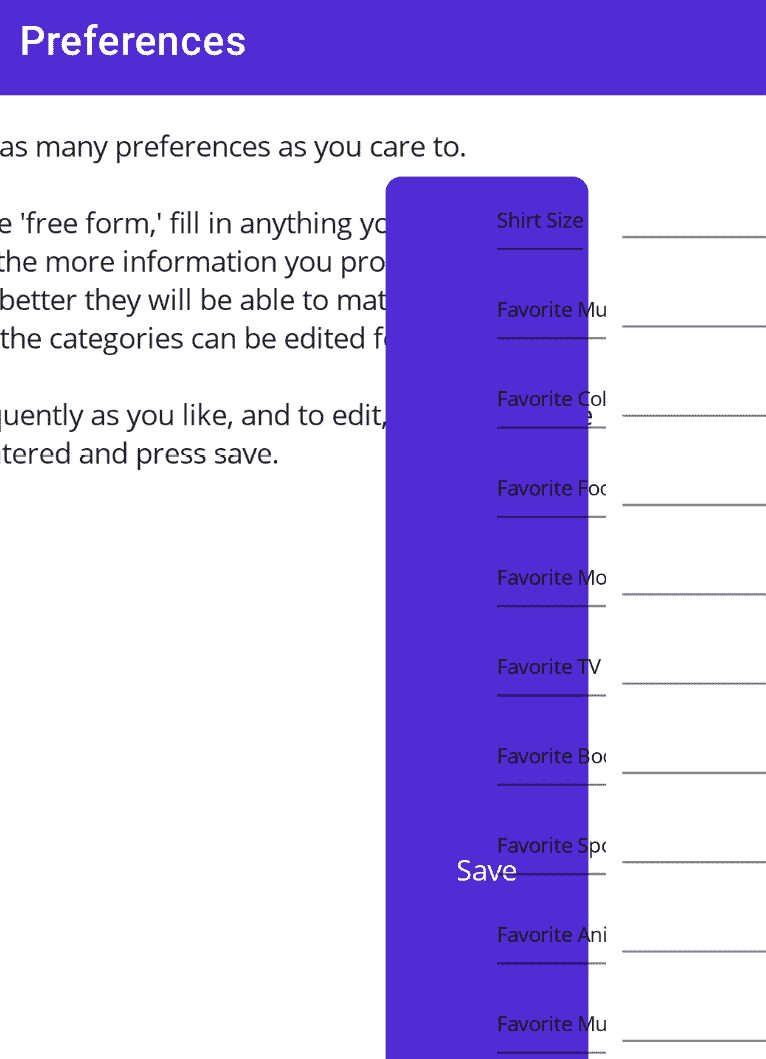 Preferences
as many preferences as you care to.
e 'free form,' fill in anything yo
the more information you pro
better they will be able to mat
the categories can be edited f
quently as you like, and to edit,
tered and press save.
Shirt Size
Favorite Mu
Favorite Col
Favorite Foo
Favorite Mo
Favorite TV
Favorite Boo
Favorite Spo
Save
Favorite Ani
Favorite Mu